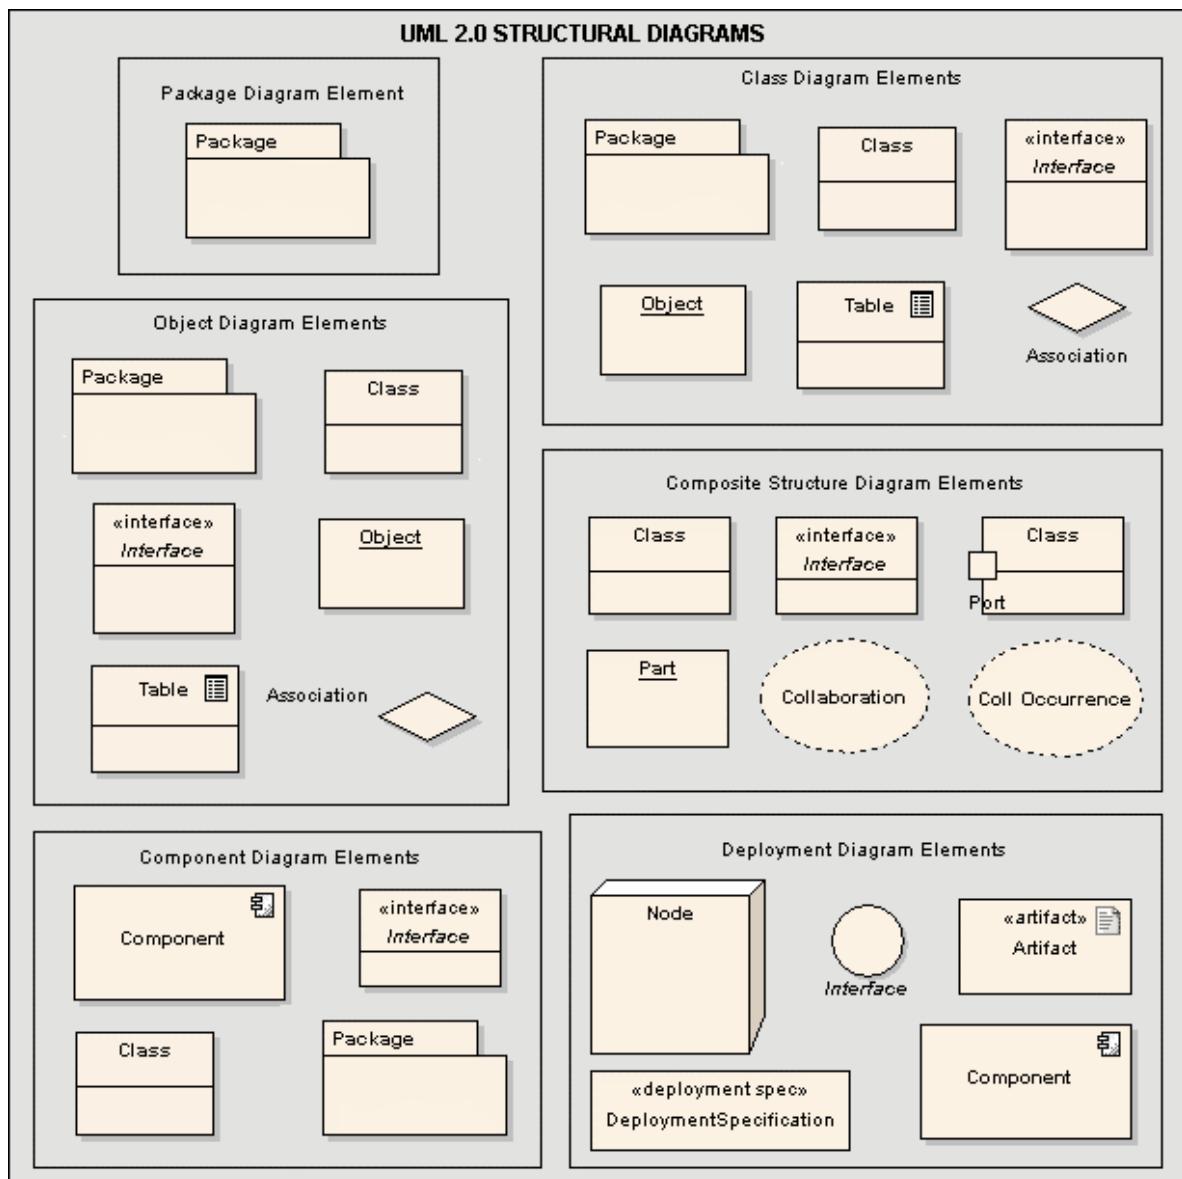 UML 2.0 STRUCTURAL DIAGRAMS
Package Diagram Element
Package
Class Diagram Elements
Package
Class
«interface»
Interface
Object
Table
Association
Object Diagram Elements
Package
Class
«interface»
Interface
Object
Table
Association
Composite Structure Diagram Elements
Class
«interface»
Interface
Class
Port
Part
Collaboration
Coll Occurrence
Component Diagram Elements
Component
«interface»
Interface
Class
Package
Deployment Diagram Elements
Node
Interface
«artifact»
Artifact
«deployment spec»
DeploymentSpecification
Component